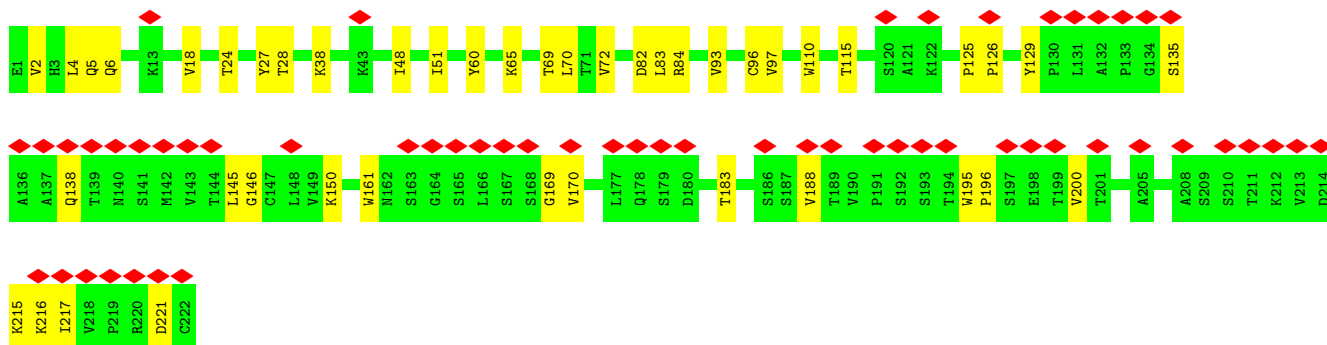 E1 V2 H3 L4 Q5 Q6 K13 V18 T24 Y27 T28 K38 K43 I48 I51 Y60 K65 T69 L70 T71 V72 D82 L83 R84 V93 C96 V97 W110 T115 S120 A121 K122 P125 P126 Y129 P130 L131 A132 P133 G134 S135
A136 A137 Q138 T139 N140 S141 M142 V143 T144 L145 G146 C147 L148 V149 K150 W161 N162 S163 G164 S165 L166 S167 S168 G169 V170 L177 Q178 S179 D180 T183 S186 S187 V188 T189 V190 P191 S192 S193 T194 W195 P196 S197 E198 T199 V200 T201 A205 A208 S209 S210 T211 K212 V213 D214
K215 K216 I217 V218 P219 R220 D221 C222